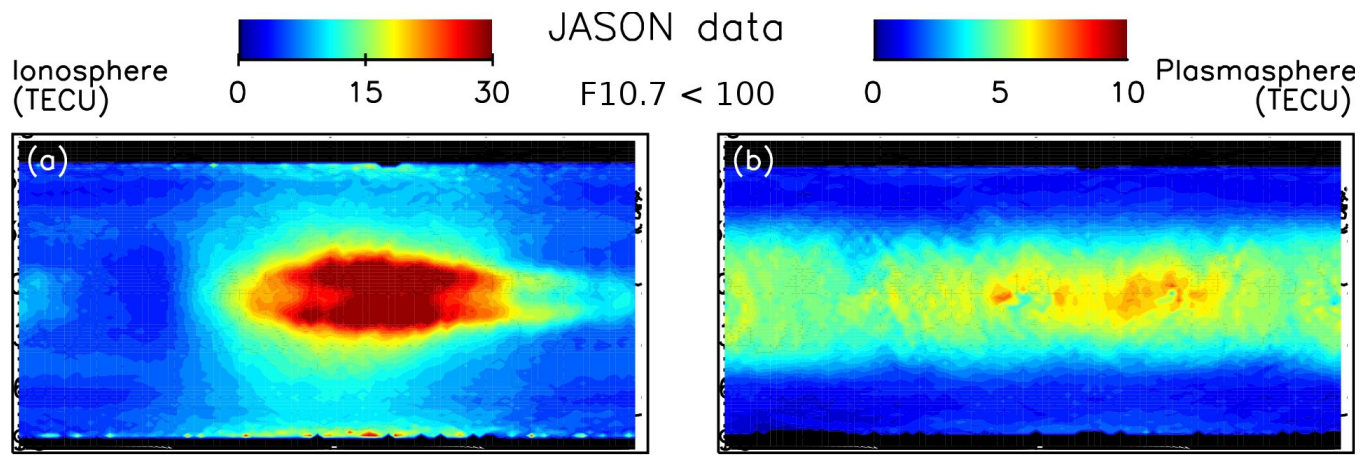 JASON data
Ionosphere
(TECU)
0 15 30
F10.7 < 100
0 5 10
Plasmasphere
(TECU)
(a)
(b)